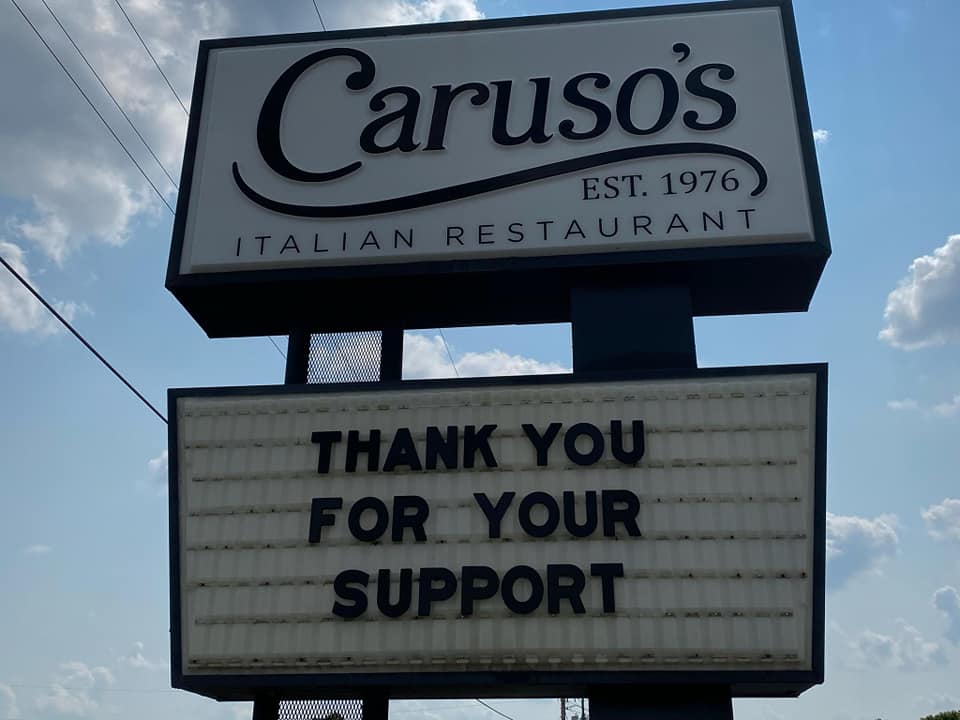 Caruso's
EST. 1976
ITALIAN RESTAURANT
THANK YOU
FOR YOUR
SUPPORT